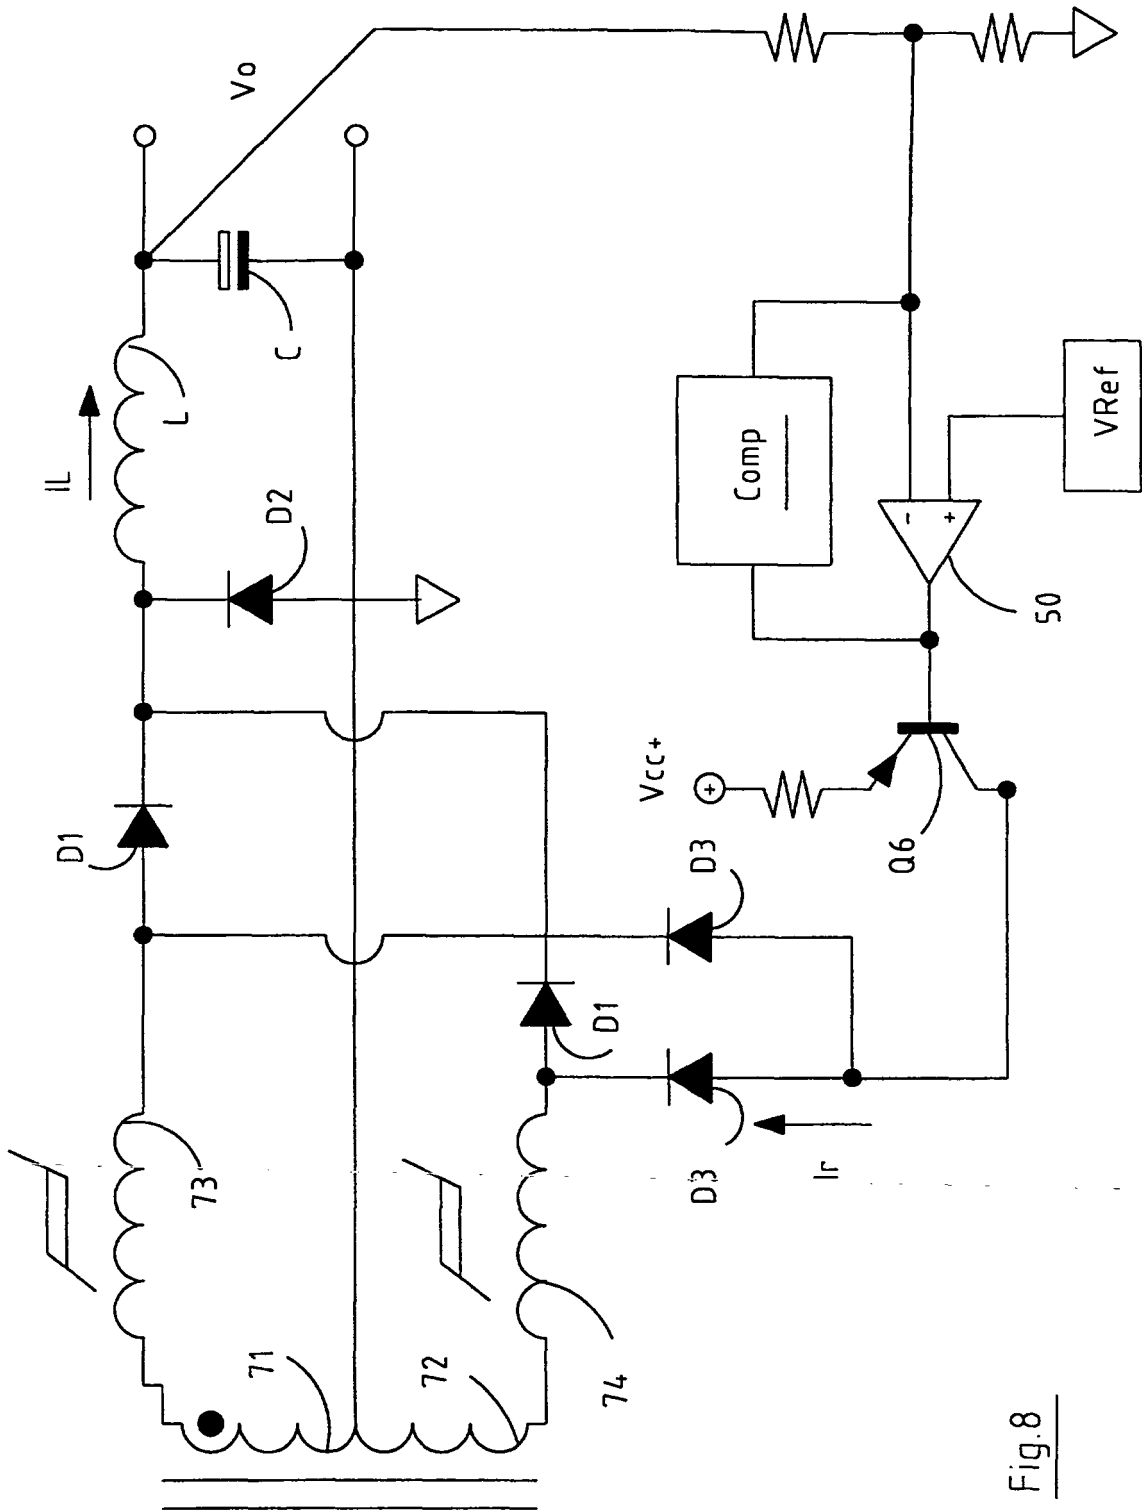 Vo
IL
L
C
D2
D1
73
71
72
74
D1
D3
D3
Ir
Vcc+
+
Q6
Comp
-
+
50
VRef
Fig.8